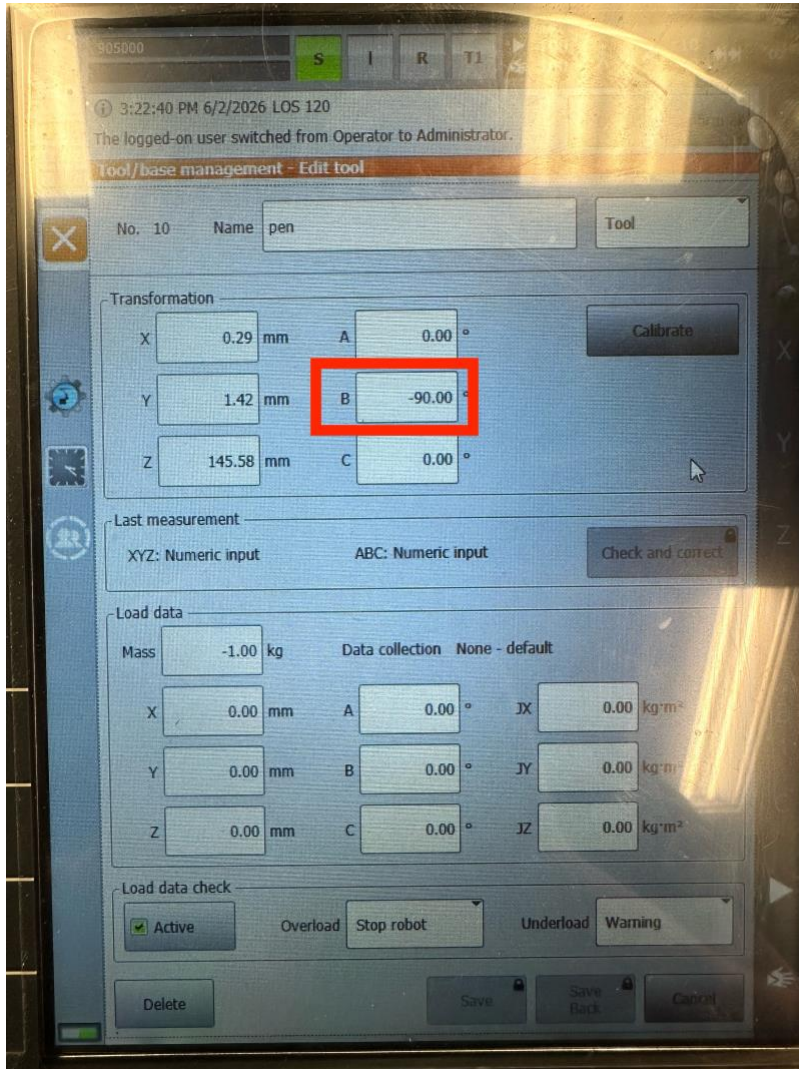 905000
S I R T1
3:22:40 PM 6/2/2026 LOS 120
The logged-on user switched from Operator to Administrator.
Tool/base management - Edit tool
No. 10 Name pen Tool
Transformation
X 0.29 mm A 0.00 ° Calibrate
Y 1.42 mm B -90.00 °
Z 145.58 mm C 0.00 °
Last measurement
XYZ: Numeric input ABC: Numeric input Check and correct
Load data
Mass -1.00 kg Data collection None - default
X 0.00 mm A 0.00 ° JX 0.00 kg·m²
Y 0.00 mm B 0.00 ° JY 0.00 kg·m²
Z 0.00 mm C 0.00 ° JZ 0.00 kg·m²
Load data check
Active Overload Stop robot Underload Warning
Delete Save Save Back Cancel
X
Y
Z